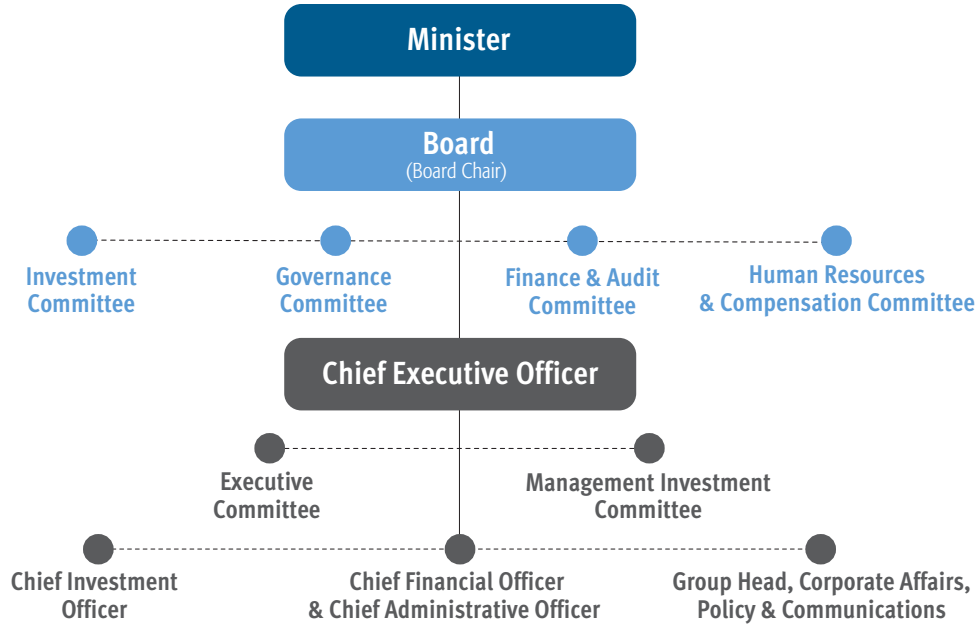 Minister
Board
(Board Chair)
Investment
Committee
Governance
Committee
Finance & Audit
Committee
Human Resources
& Compensation Committee
Chief Executive Officer
Executive
Committee
Management Investment
Committee
Chief Investment
Officer
Chief Financial Officer
& Chief Administrative Officer
Group Head, Corporate Affairs,
Policy & Communications